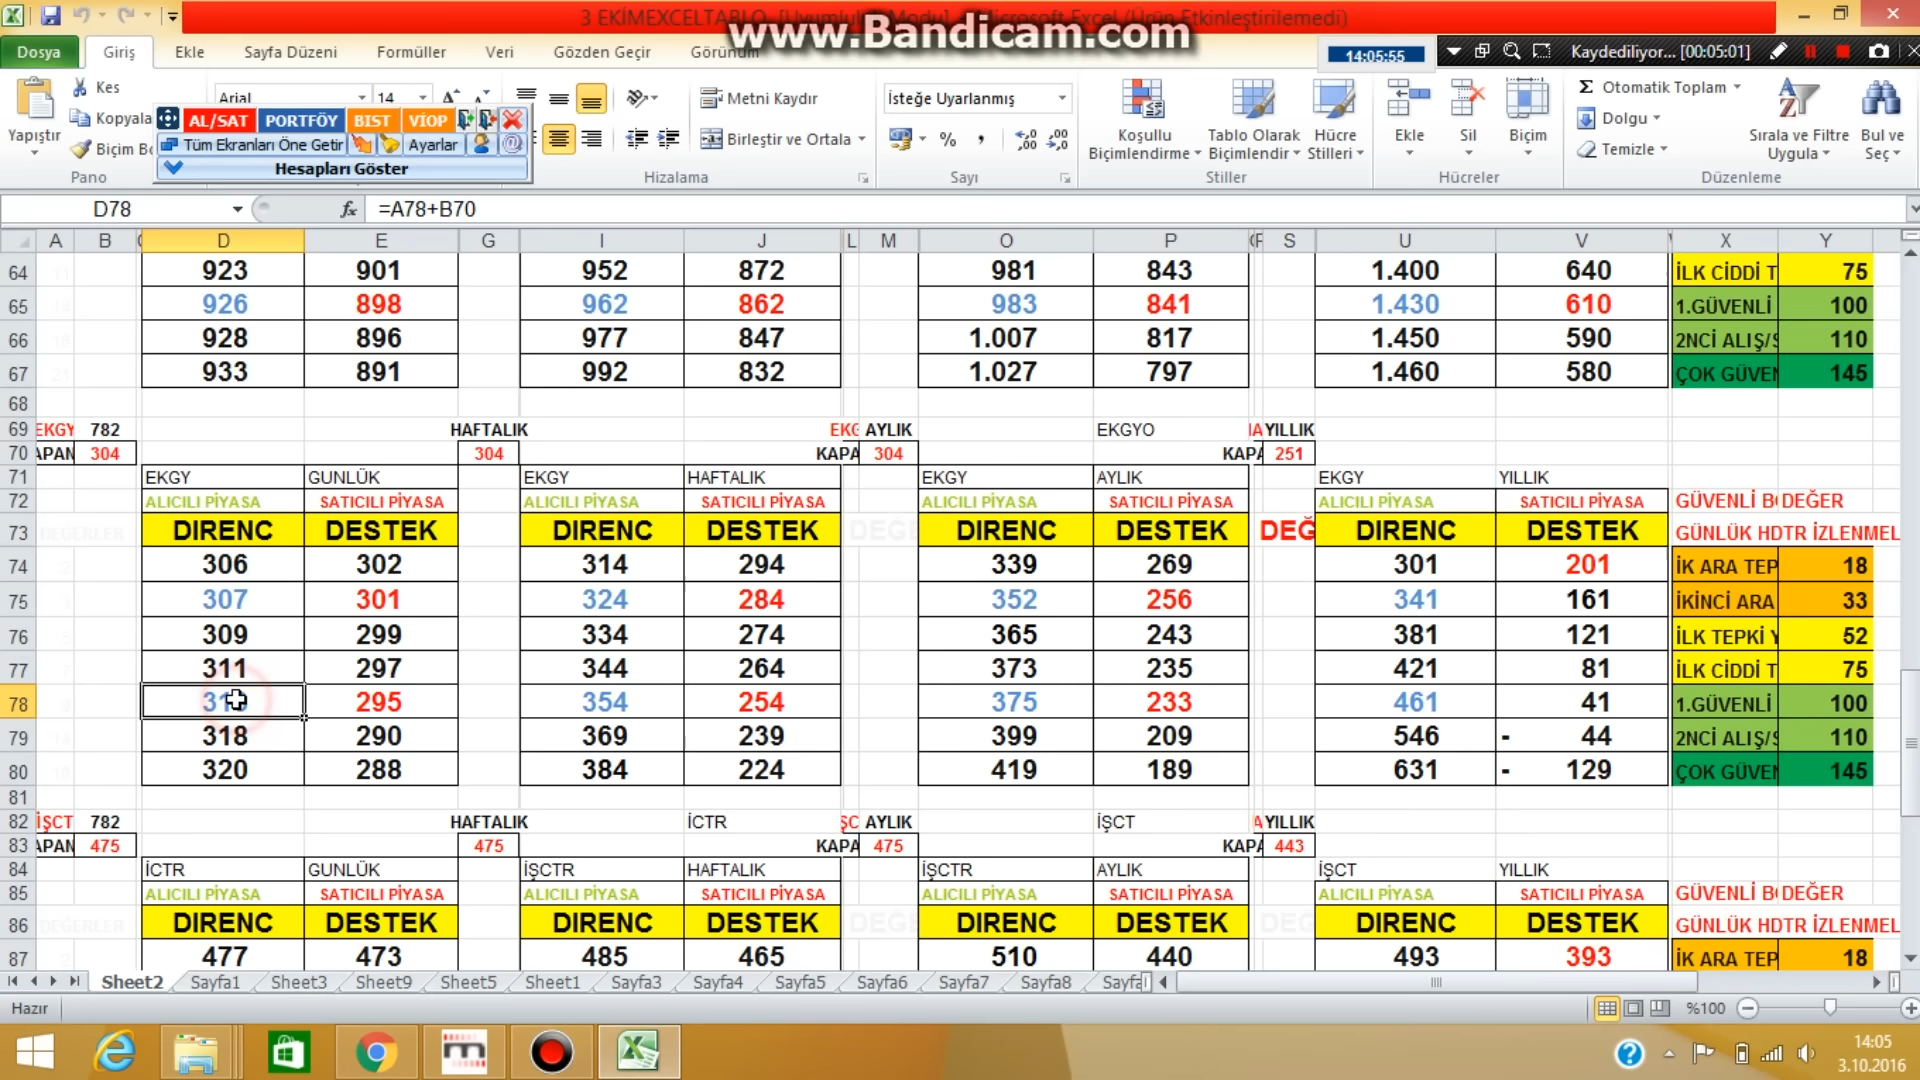 3 EKİMEXCELTABLO [Uyumluluk Modu] - Microsoft Excel (Ürün Etkinleştirilemedi)
www.Bandicam.com
Dosya Giriş Ekle Sayfa Düzeni Formüller Veri Gözden Geçir Görünüm
14:05:55
Kaydediliyor... [00:05:01]
Yapıştır
Kes
Kopyala
Biçim Bo
Pano
Arial 14
AL/SAT PORTFÖY BIST VİOP
Tüm Ekranları Öne Getir Ayarlar
Hesapları Göster
Metni Kaydır
Birleştir ve Ortala
Hizalama
İsteğe Uyarlanmış
Sayı
Koşullu Biçimlendirme
Tablo Olarak Biçimlendir
Hücre Stilleri
Stiller
Ekle Sil Biçim
Hücreler
Otomatik Toplam
Dolgu
Temizle
Sırala ve Filtre Uygula
Bul ve Seç
Düzenleme
D78 fx =A78+B70
A B D E G I J L M O P S U V X Y
64 923 901 952 872 981 843 1.400 640 İLK CİDDİ T 75
65 926 898 962 862 983 841 1.430 610 1.GÜVENLİ 100
66 928 896 977 847 1.007 817 1.450 590 2NCİ ALIŞ/S 110
67 933 891 992 832 1.027 797 1.460 580 ÇOK GÜVEN 145
68
69 EKGY 782 HAFTALIK EKG AYLIK EKGYO YILLIK
70 APAN 304 304 KAPA 304 KAPA 251
71 EKGY GUNLÜK EKGY HAFTALIK EKGY AYLIK EKGY YILLIK
72 ALICILI PİYASA SATICILI PİYASA ALICILI PİYASA SATICILI PİYASA ALICILI PİYASA SATICILI PİYASA ALICILI PİYASA SATICILI PİYASA GÜVENLİ B DEĞER
73 DEĞERLER DIRENC DESTEK DIRENC DESTEK DEĞE DIRENC DESTEK DEĞ DIRENC DESTEK GÜNLÜK HDTR İZLENMEL
74 306 302 314 294 339 269 301 201 İK ARA TEP 18
75 307 301 324 284 352 256 341 161 İKİNCİ ARA 33
76 309 299 334 274 365 243 381 121 İLK TEPKİ Y 52
77 311 297 344 264 373 235 421 81 İLK CİDDİ T 75
78 295 354 254 375 233 461 41 1.GÜVENLİ 100
79 318 290 369 239 399 209 546 - 44 2NCİ ALIŞ/S 110
80 320 288 384 224 419 189 631 - 129 ÇOK GÜVEN 145
81
82 İŞCT 782 HAFTALIK İCTR ŞC AYLIK İŞCT YILLIK
83 APAN 475 475 KAPA 475 KAPA 443
84 İCTR GUNLÜK İŞCTR HAFTALIK İŞCTR AYLIK İŞCT YILLIK
85 ALICILI PİYASA SATICILI PİYASA ALICILI PİYASA SATICILI PİYASA ALICILI PİYASA SATICILI PİYASA ALICILI PİYASA SATICILI PİYASA GÜVENLİ B DEĞER
86 DEĞERLER DIRENC DESTEK DIRENC DESTEK DEĞE DIRENC DESTEK DEĞ DIRENC DESTEK GÜNLÜK HDTR İZLENMEL
87 477 473 485 465 510 440 493 393 İK ARA TEP 18
Sheet2 Sayfa1 Sheet3 Sheet9 Sheet5 Sheet1 Sayfa3 Sayfa4 Sayfa5 Sayfa6 Sayfa7 Sayfa8 Sayfa
Hazır %100
14:05
3.10.2016